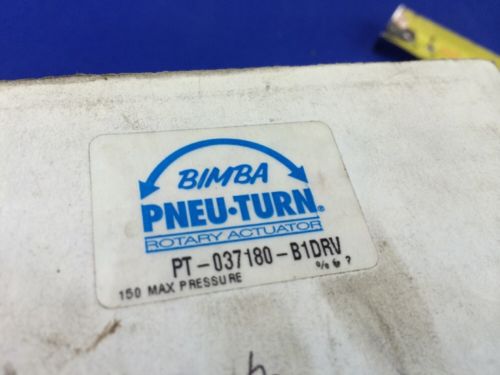 BIMBA
PNEU·TURN®
ROTARY ACTUATOR
PT-037180-B1DRV
150 MAX PRESSURE